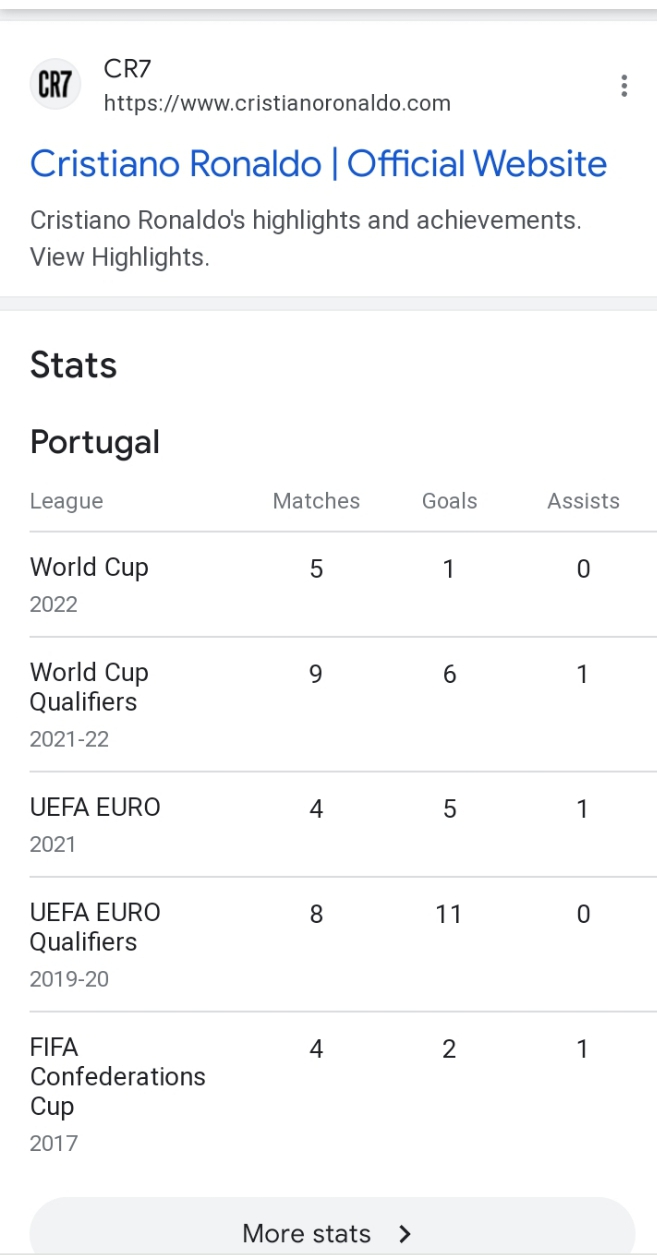 CR7
CR7
https://www.cristianoronaldo.com
Cristiano Ronaldo | Official Website
Cristiano Ronaldo's highlights and achievements.
View Highlights.
Stats
Portugal
League Matches Goals Assists
World Cup 5 1 0
2022
World Cup 9 6 1
Qualifiers
2021-22
UEFA EURO 4 5 1
2021
UEFA EURO 8 11 0
Qualifiers
2019-20
FIFA 4 2 1
Confederations
Cup
2017
More stats